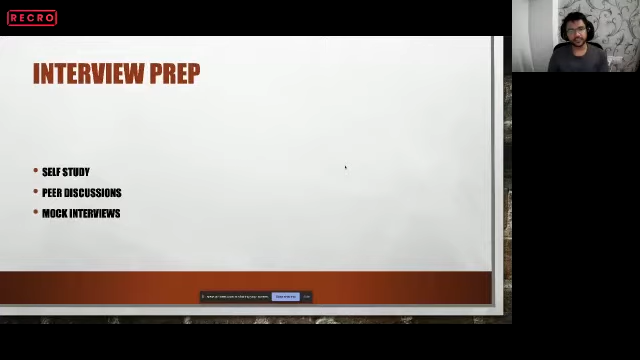 RECRO
INTERVIEW PREP
SELF STUDY
PEER DISCUSSIONS
MOCK INTERVIEWS